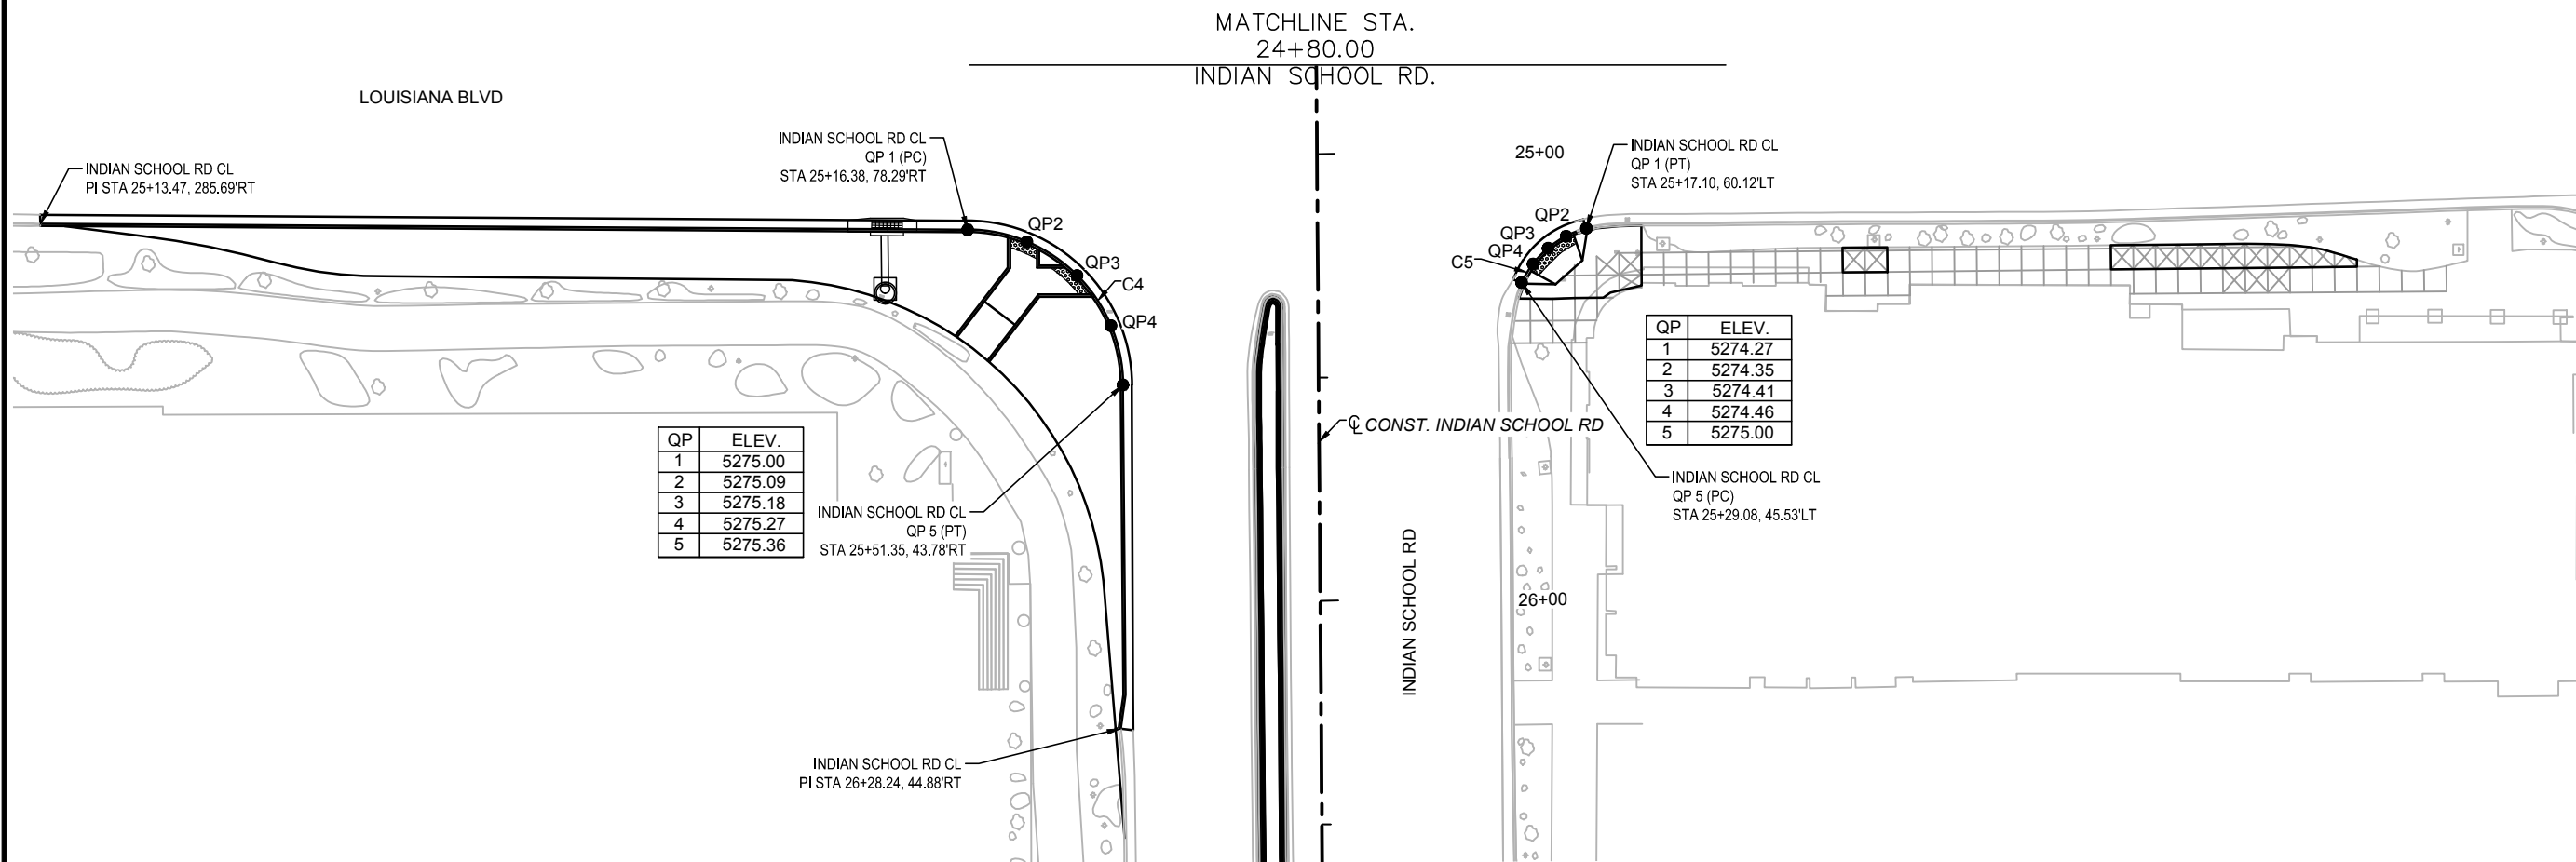 MATCHLINE STA.
24+80.00
INDIAN SCHOOL RD.
LOUISIANA BLVD
INDIAN SCHOOL RD CL
PI STA 25+13.47, 285.69'RT
INDIAN SCHOOL RD CL
QP 1 (PC)
STA 25+16.38, 78.29'RT
QP2
QP3
C4
QP4
25+00
INDIAN SCHOOL RD CL
QP 1 (PT)
STA 25+17.10, 60.12'LT
QP2
QP3
QP4
C5
QP ELEV.
1 5274.27
2 5274.35
3 5274.41
4 5274.46
5 5275.00
℄ CONST. INDIAN SCHOOL RD
QP ELEV.
1 5275.00
2 5275.09
3 5275.18
4 5275.27
5 5275.36
INDIAN SCHOOL RD CL
QP 5 (PT)
STA 25+51.35, 43.78'RT
INDIAN SCHOOL RD CL
QP 5 (PC)
STA 25+29.08, 45.53'LT
INDIAN SCHOOL RD
26+00
INDIAN SCHOOL RD CL
PI STA 26+28.24, 44.88'RT